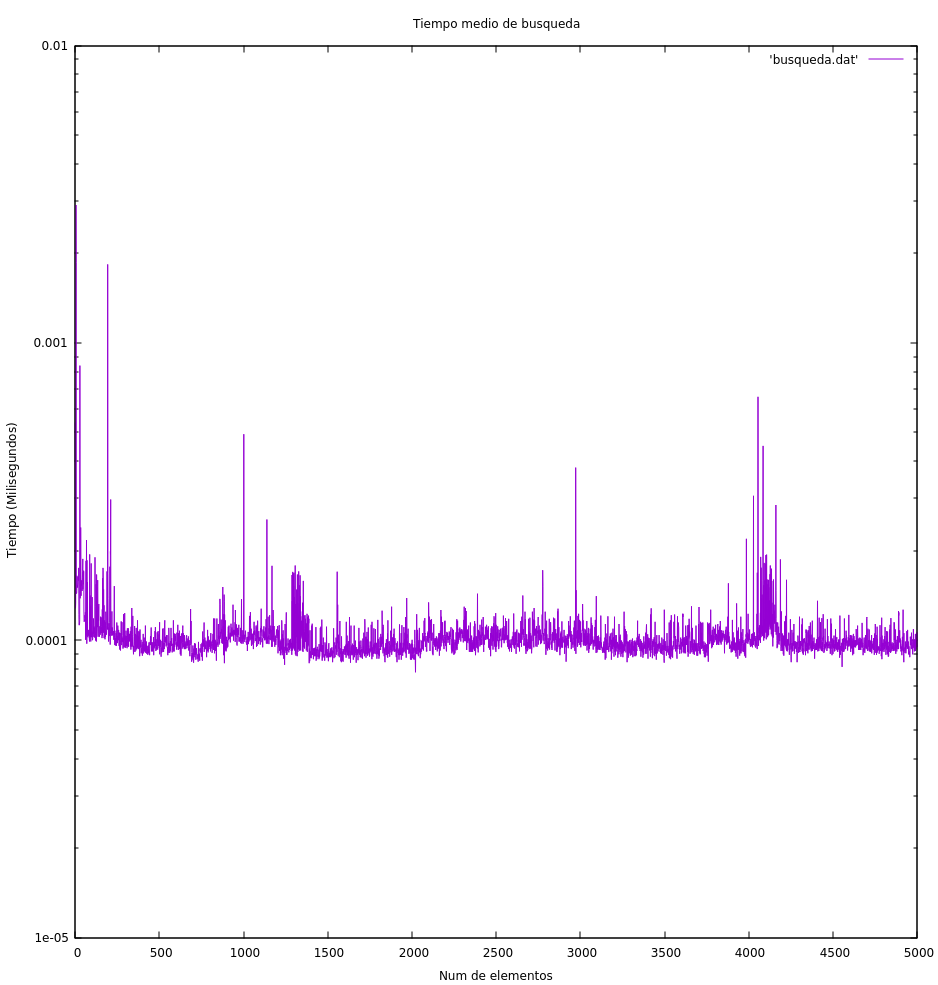 Tiempo medio de busqueda
0.01
'busqueda.dat'
0.001
Tiempo (Milisegundos)
0.0001
1e-05
0 500 1000 1500 2000 2500 3000 3500 4000 4500 5000
Num de elementos